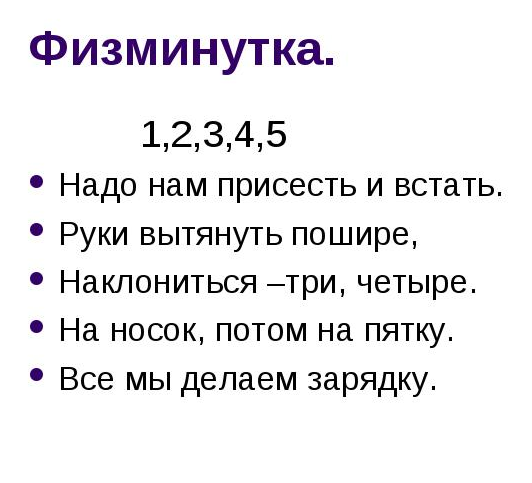 Физминутка.
1,2,3,4,5
• Надо нам присесть и встать.
• Руки вытянуть пошире,
• Наклониться –три, четыре.
• На носок, потом на пятку.
• Все мы делаем зарядку.